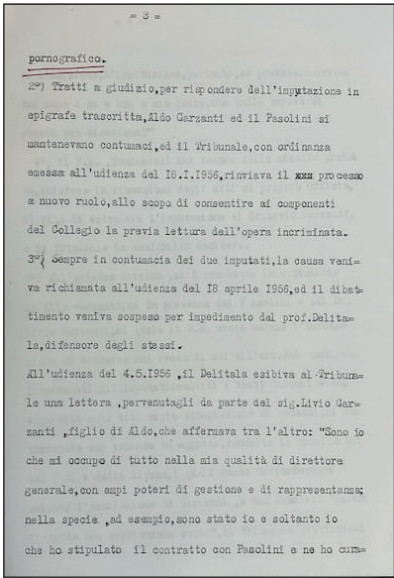 = 3 =
pornografico.
2°) Tratti a giudizio,per rispondere dell'imputazione in
epigrafe trascritta,Aldo Garzanti ed il Pasolini si
mantenevano contumaci,ed il Tribunale,con ordinanza
emessa all'udienza del I8.I.I956,rinviava il xxx processo
a nuovo ruolo,allo scopo di consentire ai componenti
del Collegio la previa lettura dell'opera incriminata.
3°) Sempre in contumacia dei due imputati,la causa veni=
va richiamata all'udienza del I8 aprile I956,ed il dibat=
timento veniva sospeso per impedimento del prof.Delita=
la,difensore degli stessi.
All'udienza del 4.5.I956 ,il Delitala esibiva al Tribuna=
le una lettera ,pervenutagli da parte del sig.Livio Gar=
zanti ,figlio di Aldo,che affermava tra l'altro: "Sono io
che mi occupo di tutto nella mia qualità di direttore
generale,con ampi poteri di gestione e di rappresentanza;
nella specie ,ad esempio,sono stato io e soltanto io
che ho stipulato il contratto con Pasolini e ne ho cura=